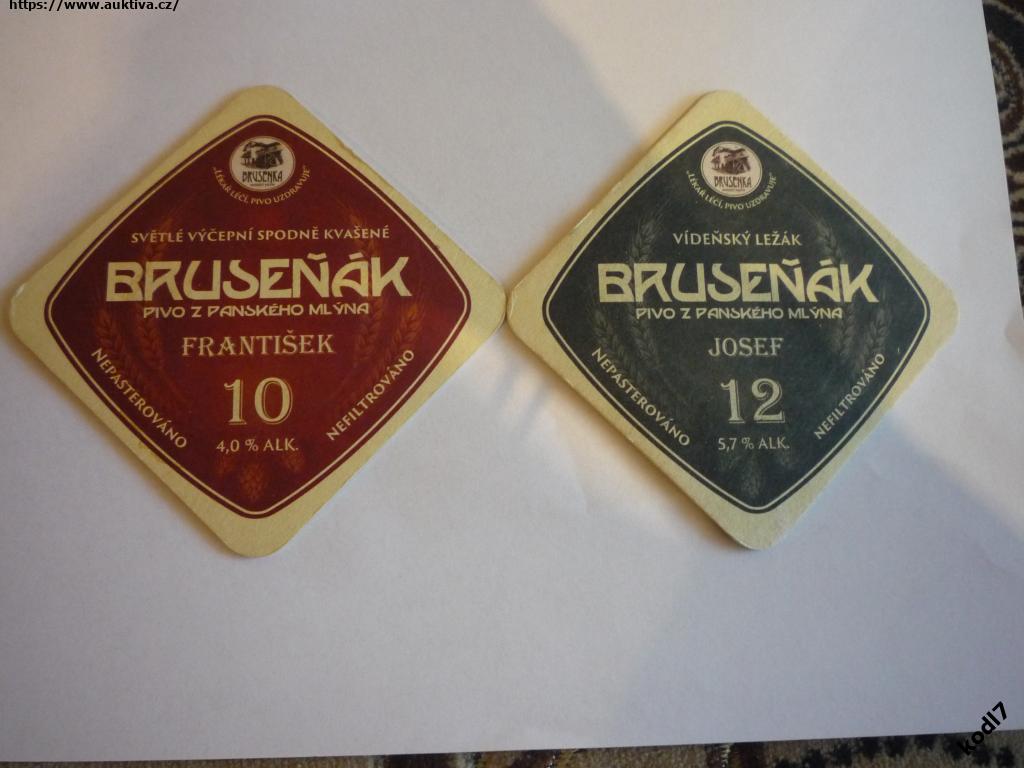 https://www.auktiva.cz/
BRUSENKA
„LÉKAŘ LÉČÍ, PIVO UZDRAVUJE"
SVĚTLÉ VÝČEPNÍ SPODNĚ KVAŠENÉ
BRUSEŇÁK
PIVO Z PANSKÉHO MLÝNA
FRANTIŠEK
10
4,0 % ALK.
NEPASTEROVÁNO
NEFILTROVÁNO
BRUSENKA
„LÉKAŘ LÉČÍ, PIVO UZDRAVUJE"
VÍDEŇSKÝ LEŽÁK
BRUSEŇÁK
PIVO Z PANSKÉHO MLÝNA
JOSEF
12
5,7 % ALK.
NEPASTEROVÁNO
NEFILTROVÁNO
kodl7